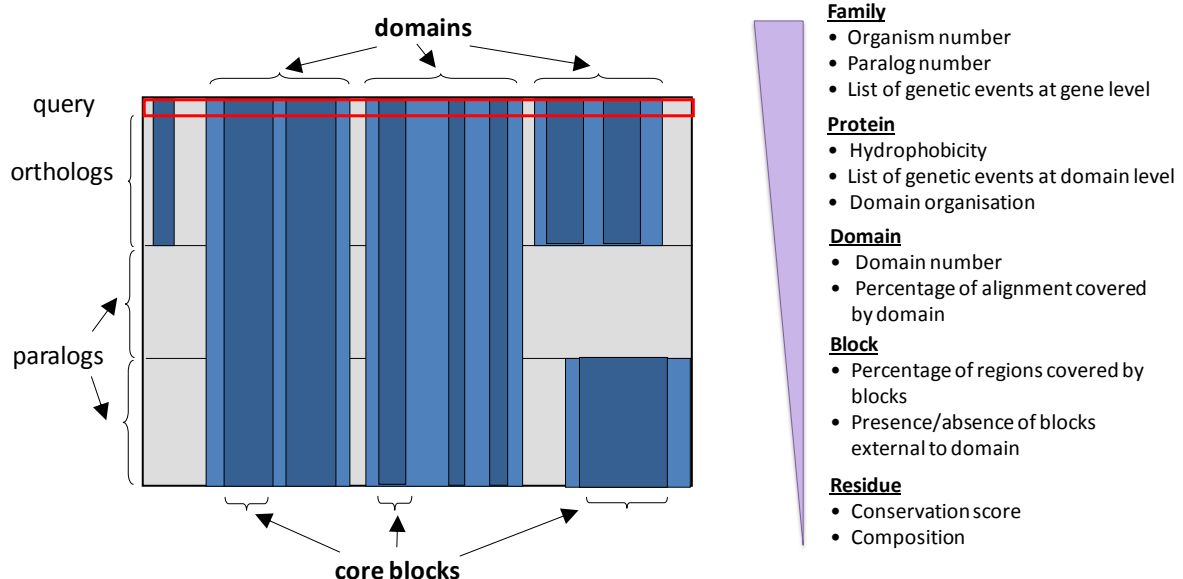 domains
query
orthologs
paralogs
core blocks
Family
• Organism number
• Paralog number
• List of genetic events at gene level
Protein
• Hydrophobicity
• List of genetic events at domain level
• Domain organisation
Domain
• Domain number
• Percentage of alignment covered
by domain
Block
• Percentage of regions covered by
blocks
• Presence/absence of blocks
external to domain
Residue
• Conservation score
• Composition